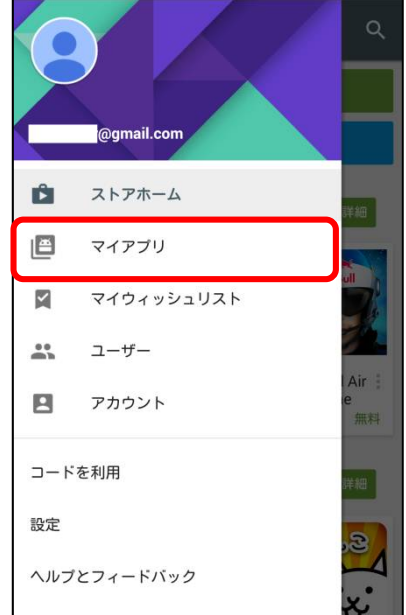 @gmail.com
ストアホーム
マイアプリ
マイウィッシュリスト
ユーザー
アカウント
コードを利用
設定
ヘルプとフィードバック
詳細
ull
Air
e
無料
詳細